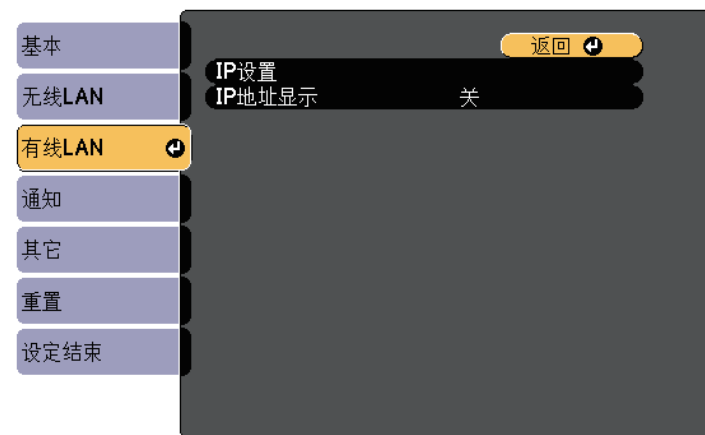 基本
无线LAN
有线LAN
通知
其它
重置
设定结束
返回
IP设置
IP地址显示 关